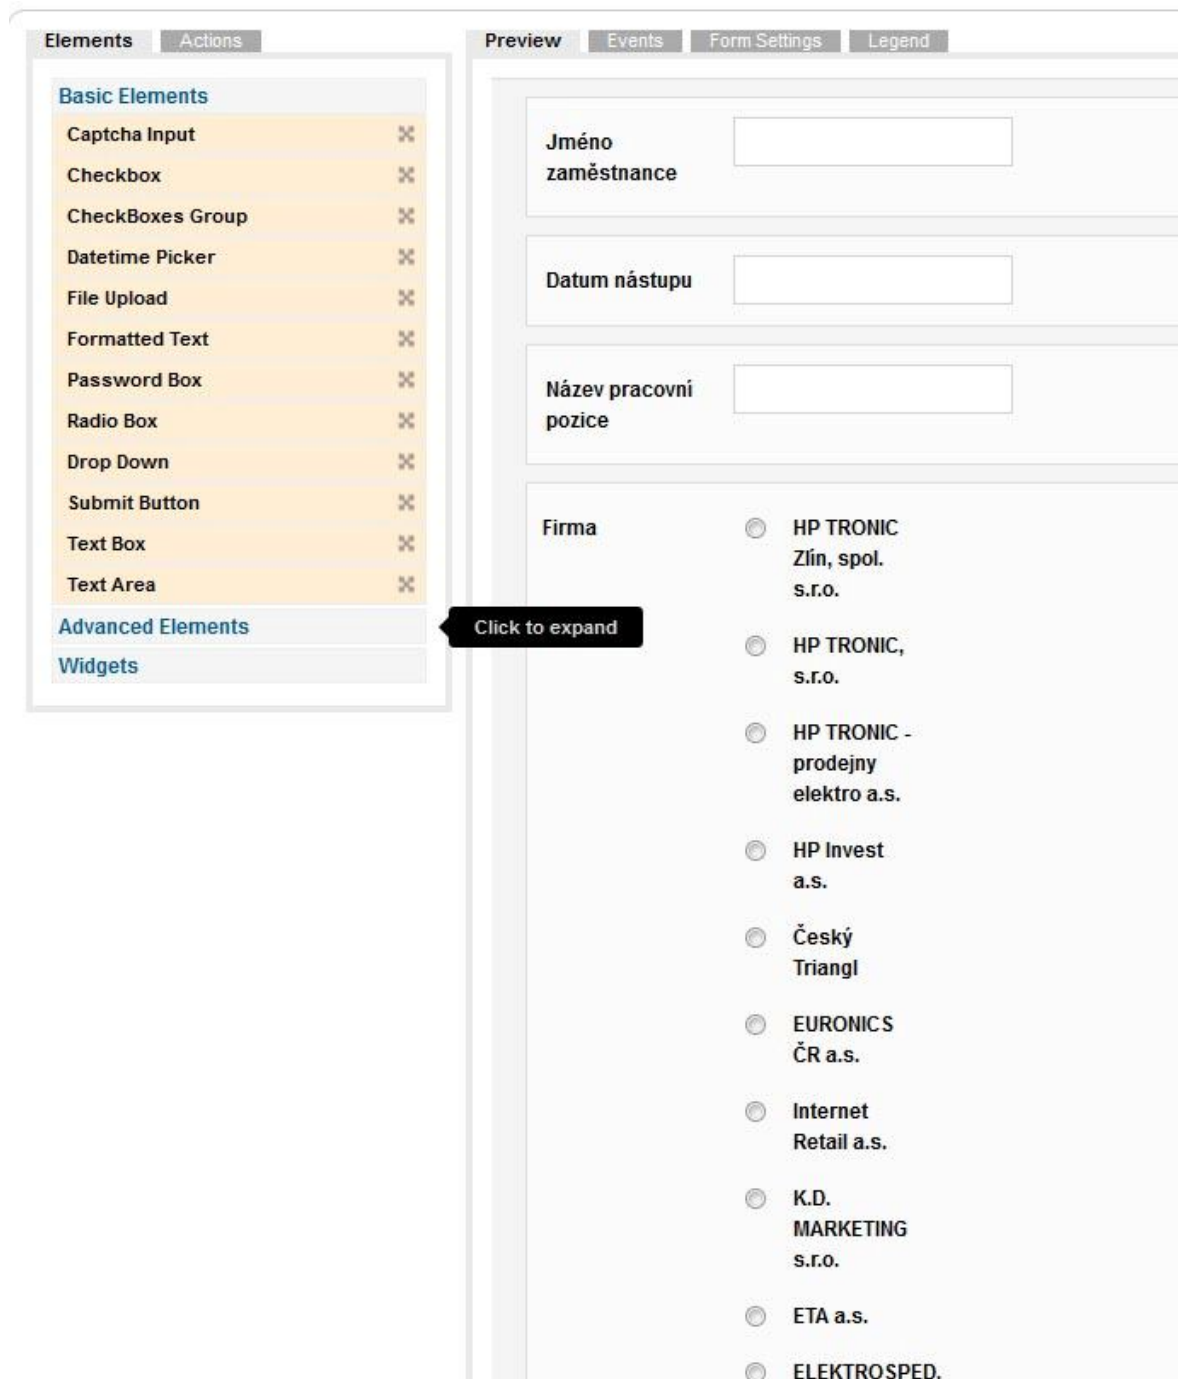 Elements
Actions
Basic Elements
Captcha Input
Checkbox
CheckBoxes Group
Datetime Picker
File Upload
Formatted Text
Password Box
Radio Box
Drop Down
Submit Button
Text Box
Text Area
Advanced Elements
Click to expand
Widgets
Preview
Events
Form Settings
Legend
Jméno
zaměstnance
Datum nástupu
Název pracovní
pozice
Firma
HP TRONIC
Zlín, spol.
s.r.o.
HP TRONIC,
s.r.o.
HP TRONIC -
prodejny
elektro a.s.
HP Invest
a.s.
Český
Triangl
EURONICS
ČR a.s.
Internet
Retail a.s.
K.D.
MARKETING
s.r.o.
ETA a.s.
ELEKTROSPED,